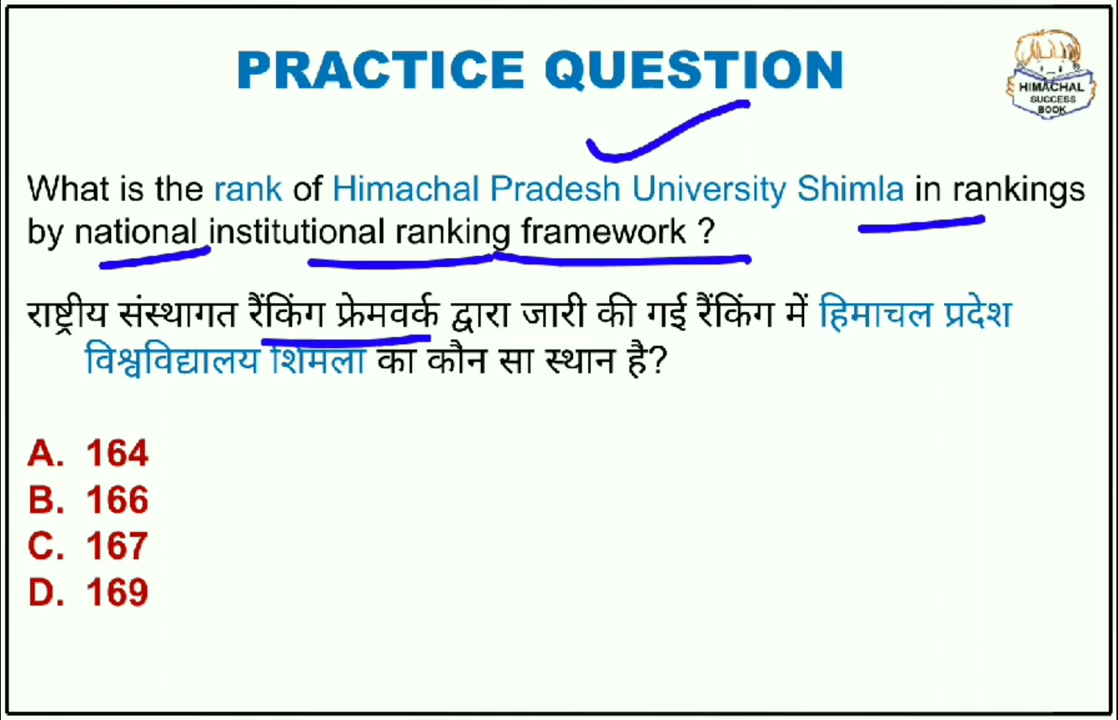 PRACTICE QUESTION
HIMACHAL
SUCCESS
BOOK
What is the rank of Himachal Pradesh University Shimla in rankings
by national institutional ranking framework ?
राष्ट्रीय संस्थागत रैंकिंग फ्रेमवर्क द्वारा जारी की गई रैंकिंग में हिमाचल प्रदेश
विश्वविद्यालय शिमला का कौन सा स्थान है?
A. 164
B. 166
C. 167
D. 169